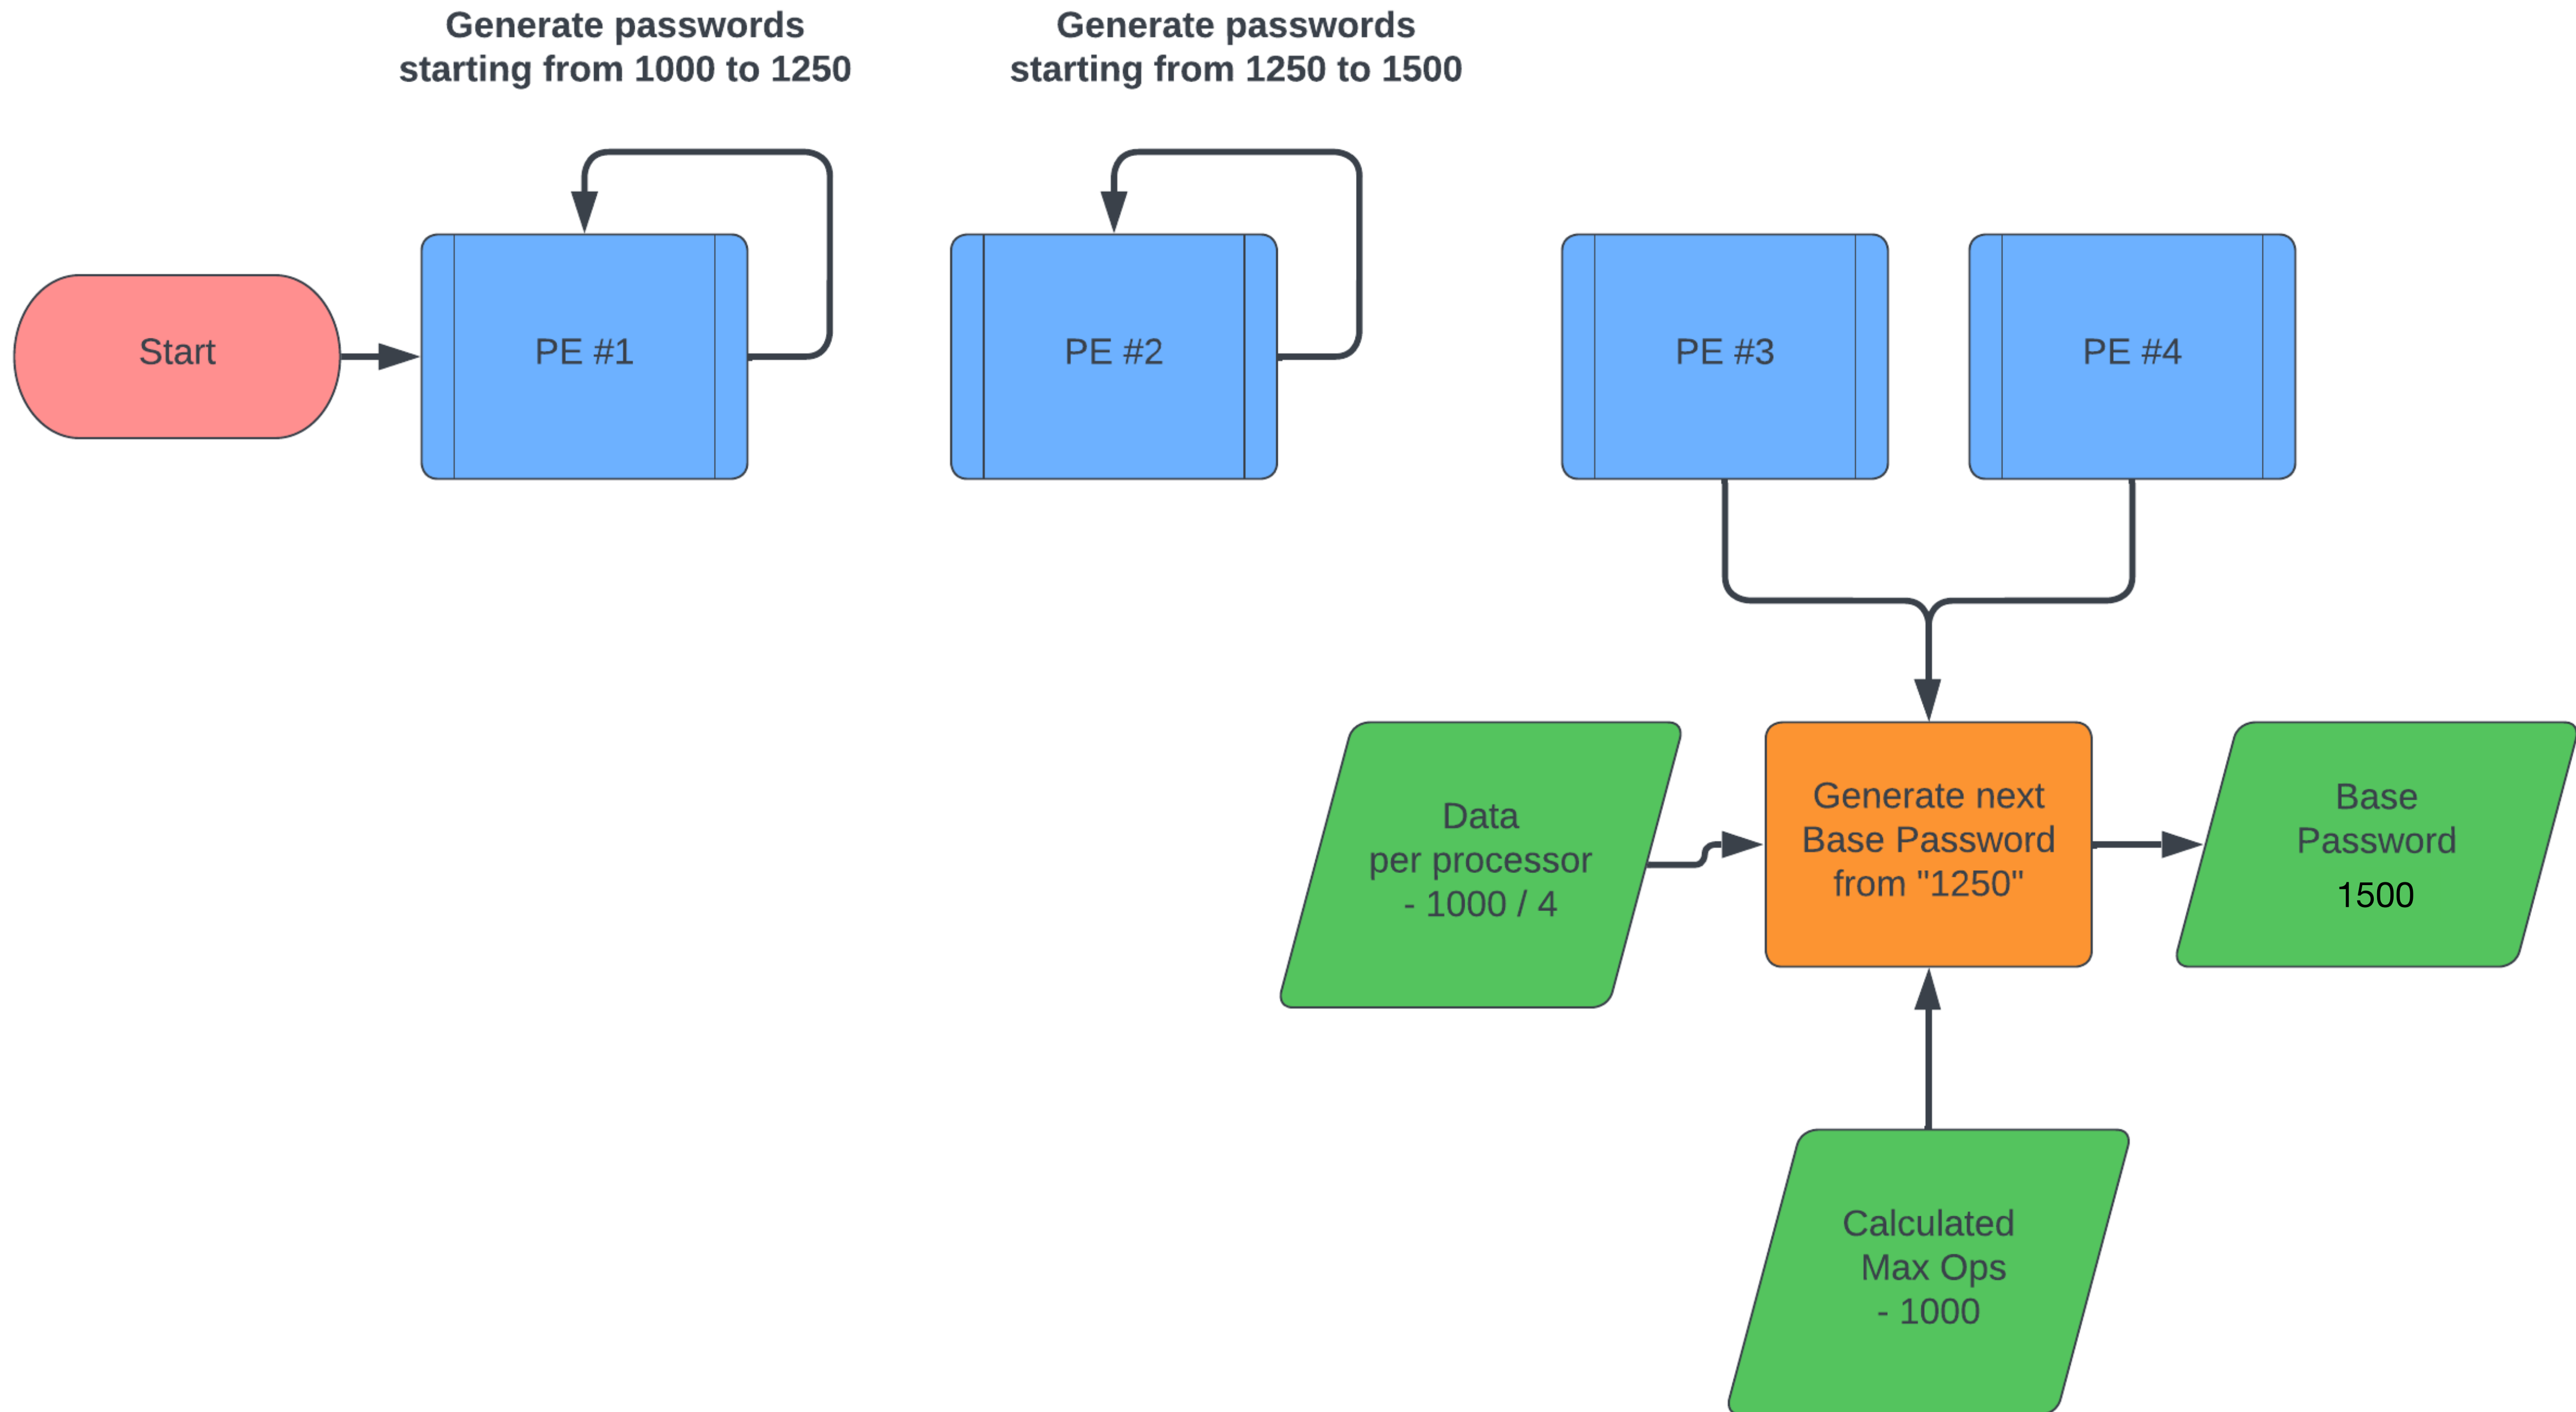 Generate passwords
starting from 1000 to 1250
Generate passwords
starting from 1250 to 1500
Start
PE #1
PE #2
PE #3
PE #4
Data
per processor
- 1000 / 4
Generate next
Base Password
from "1250"
Base
Password
1500
Calculated
Max Ops
- 1000